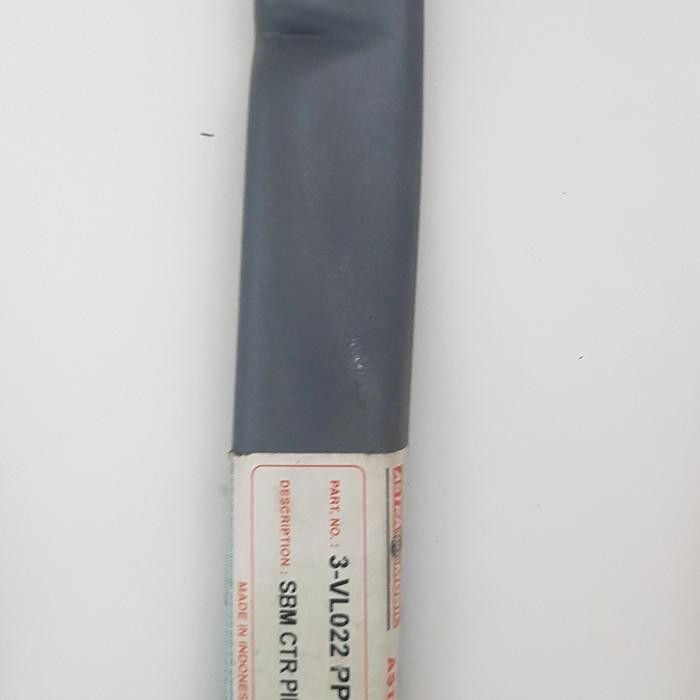 PART. NO. : 3-VL022 PP
DESCRIPTION : SBM CTR PI
MADE IN INDONES